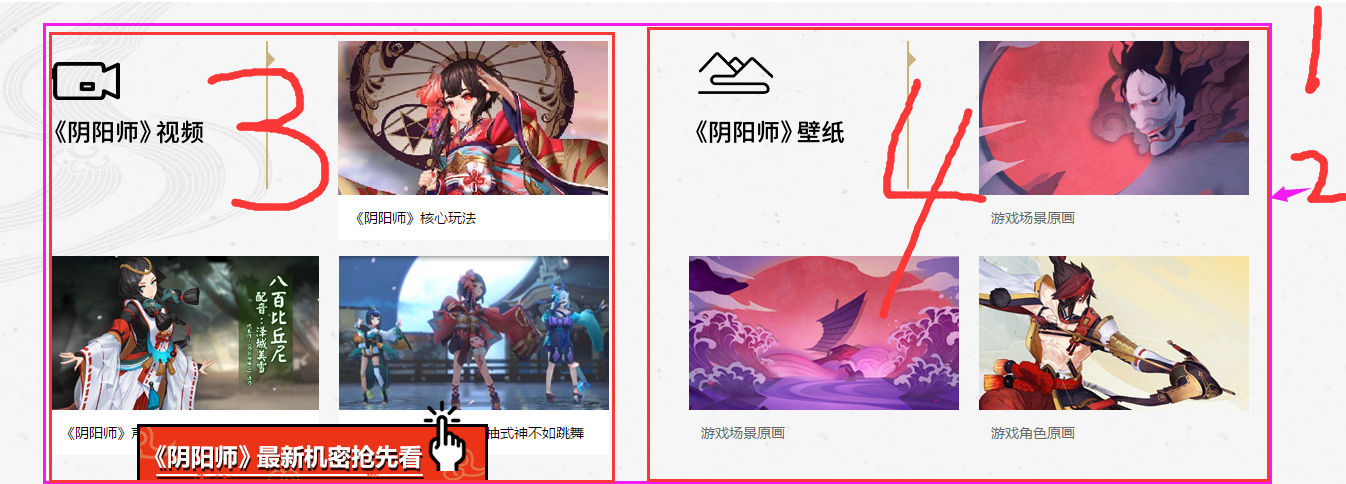 1
2
3
《阴阳师》视频
《阴阳师》核心玩法
八百比丘尼
配音：泽城美雪
《阴阳师》
抽式神不如跳舞
《阴阳师》最新机密抢先看
4
《阴阳师》壁纸
游戏场景原画
游戏场景原画
游戏角色原画